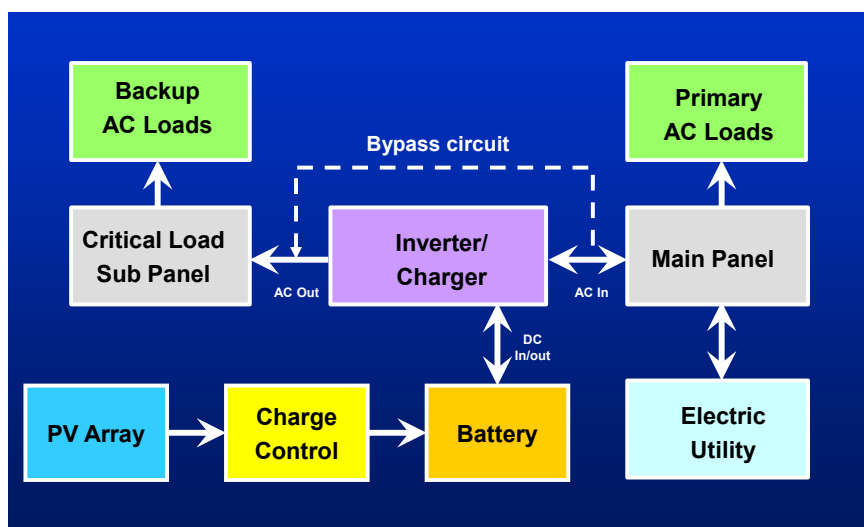 Backup
AC Loads
Primary
AC Loads
Bypass circuit
Critical Load
Sub Panel
AC Out
Inverter/
Charger
AC In
Main Panel
DC
In/out
PV Array
Charge
Control
Battery
Electric
Utility